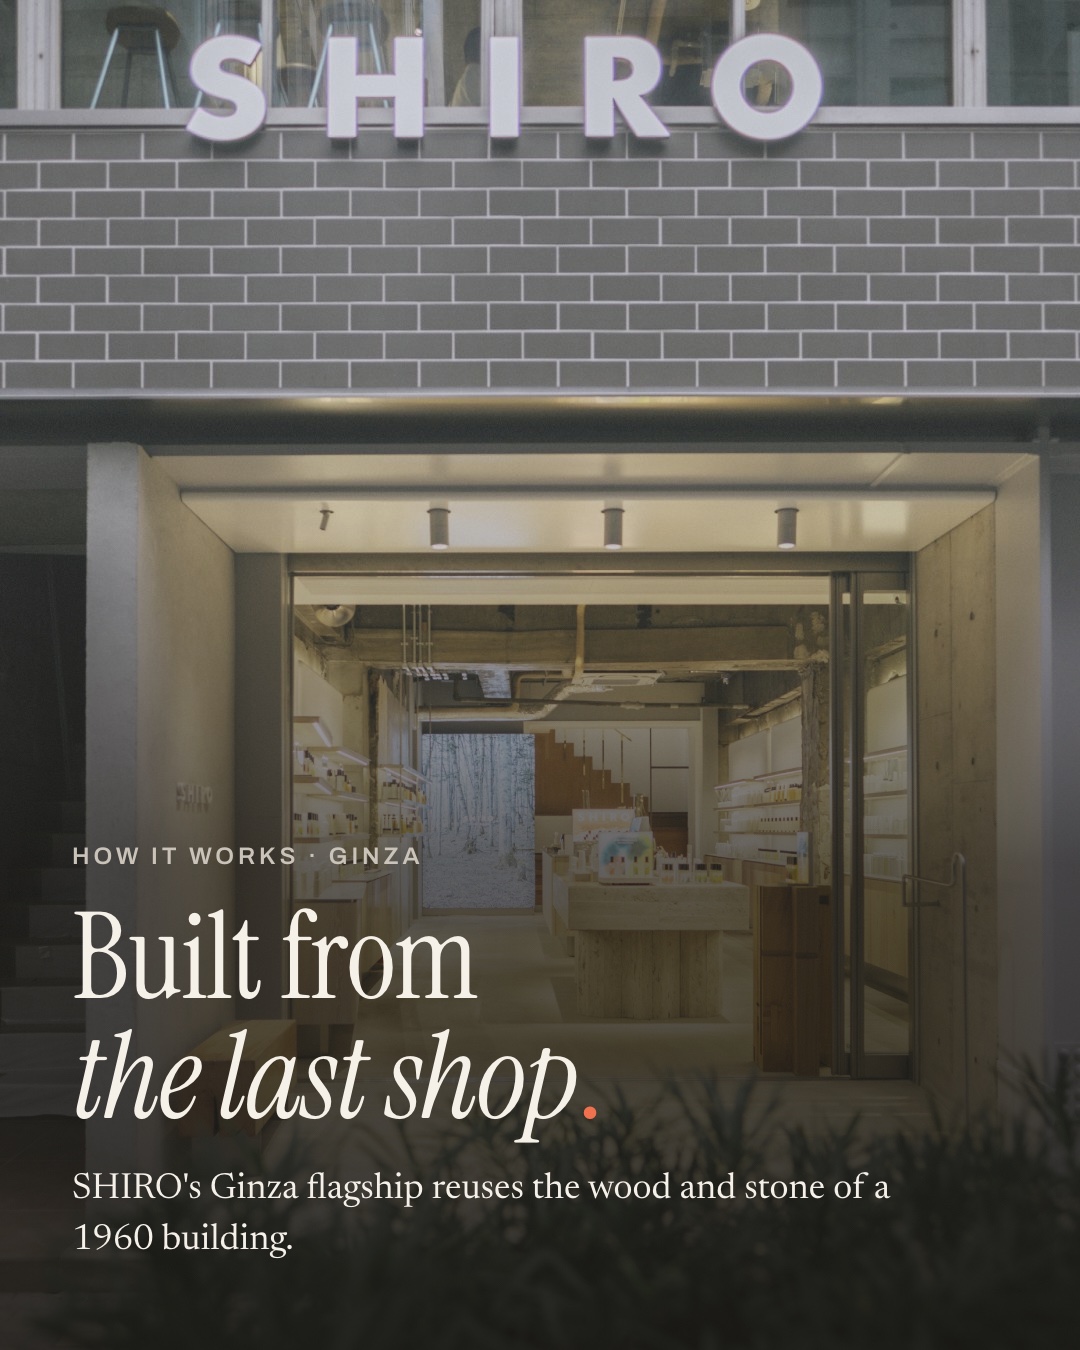 SHIRO
SHIRO
HOW IT WORKS · GINZA
Built from
the last shop.
SHIRO's Ginza flagship reuses the wood and stone of a
1960 building.